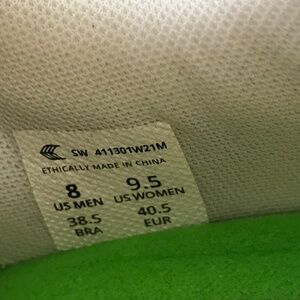 SW 411301W21M
ETHICALLY MADE IN CHINA
8 9.5
US MEN US WOMEN
38.5 40.5
BRA EUR